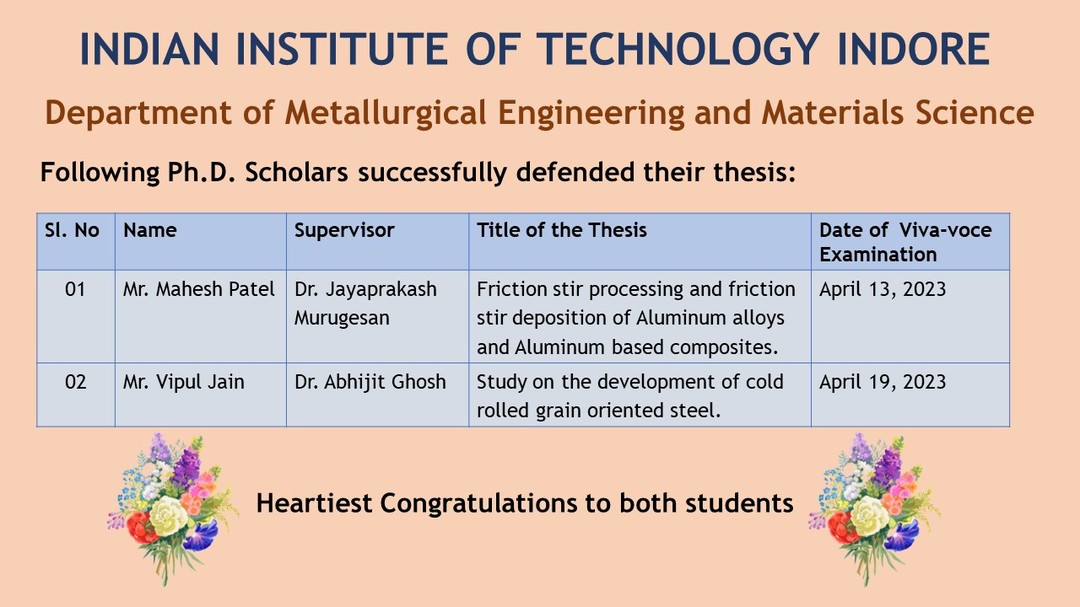 INDIAN INSTITUTE OF TECHNOLOGY INDORE
Department of Metallurgical Engineering and Materials Science
Following Ph.D. Scholars successfully defended their thesis:
Sl. No Name Supervisor Title of the Thesis Date of Viva-voce Examination
01 Mr. Mahesh Patel Dr. Jayaprakash Murugesan Friction stir processing and friction stir deposition of Aluminum alloys and Aluminum based composites. April 13, 2023
02 Mr. Vipul Jain Dr. Abhijit Ghosh Study on the development of cold rolled grain oriented steel. April 19, 2023
Heartiest Congratulations to both students